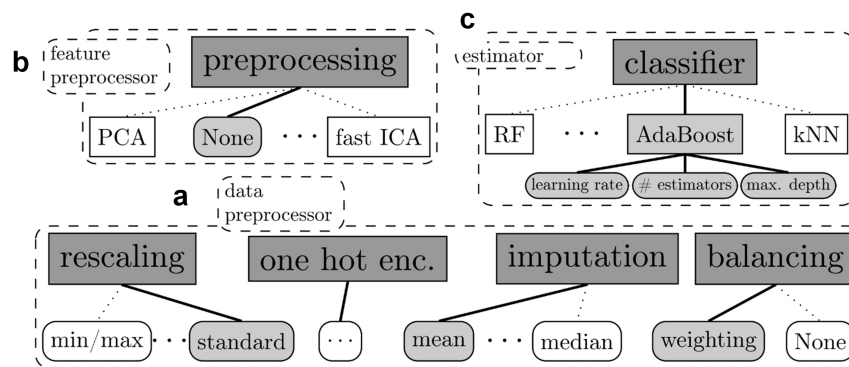 b
feature
preprocessor
preprocessing
PCA
None
· · ·
fast ICA
c
estimator
classifier
RF
· · ·
AdaBoost
kNN
learning rate
# estimators
max. depth
a
data
preprocessor
rescaling
one hot enc.
imputation
balancing
min/max
· · ·
standard
· · ·
mean
· · ·
median
weighting
None